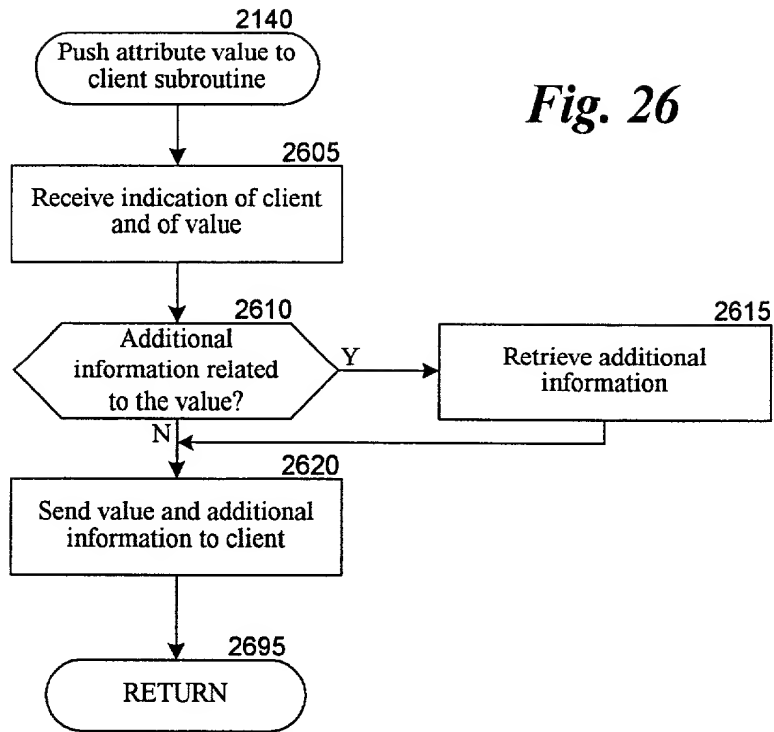 2140
Push attribute value to
client subroutine
Fig. 26
2605
Receive indication of client
and of value
2610
Additional
information related
to the value?
Y
N
2615
Retrieve additional
information
2620
Send value and additional
information to client
2695
RETURN